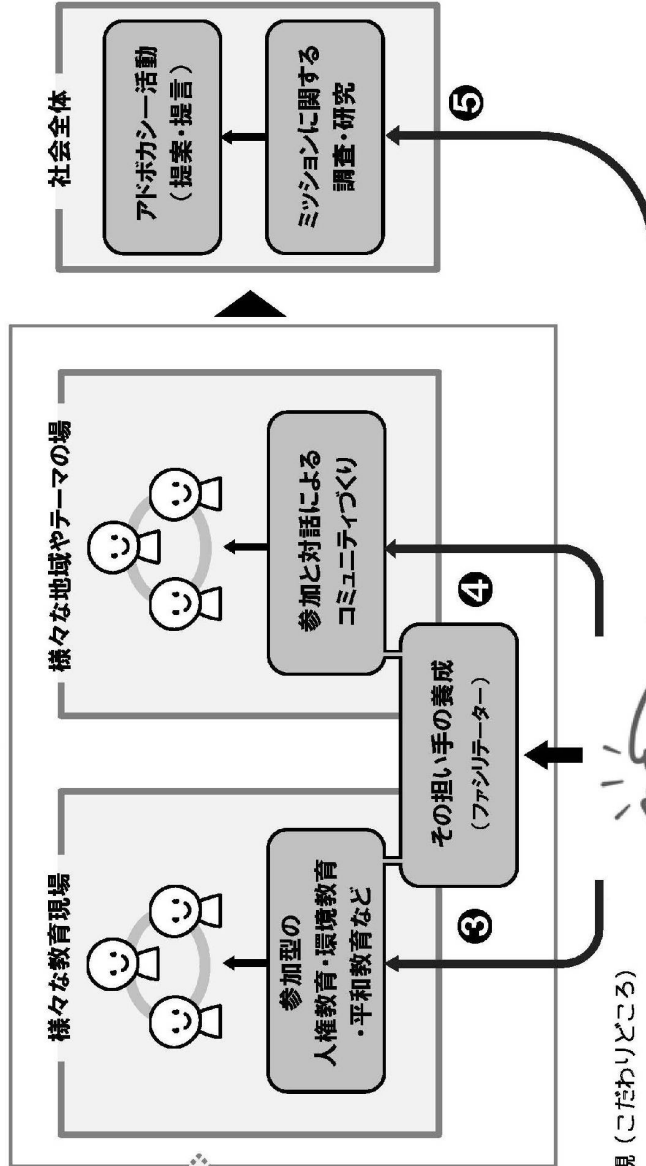 様々な教育現場
参加型の
人権教育・環境教育
・平和教育など
❸
様々な地域やテーマの場
参加と対話による
コミュニティづくり
❹
その担い手の養成
(ファシリテーター)
社会全体
アドボカシー活動
(提案・提言)
ミッションに関する
調査・研究
❺
観(こだわりどころ)